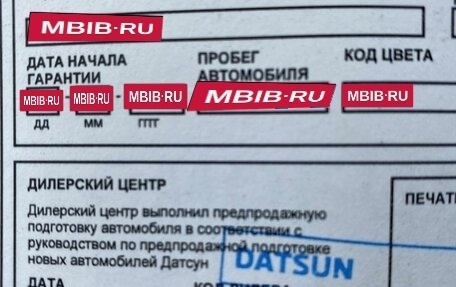 MBIB·RU
ДАТА НАЧАЛА ГАРАНТИИ
ПРОБЕГ АВТОМОБИЛЯ
КОД ЦВЕТА
MBIB·RU - MBIB·RU - MBIB·RU MBIB·RU MBIB·RU
ДД ММ ГГГГ
ДИЛЕРСКИЙ ЦЕНТР
Дилерский центр выполнил предпродажную
подготовку автомобиля в соответствии с
руководством по предпродажной подготовке
новых автомобилей Датсун
DATSUN
ПЕЧАТ
ДАТА
КОД ДИЛЕРА